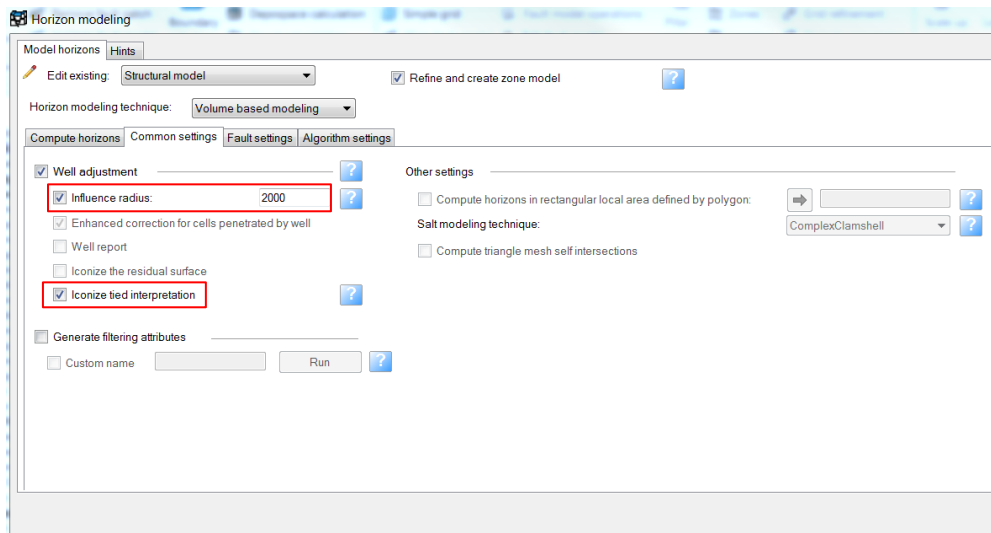 Horizon modeling
Model horizons Hints
Edit existing: Structural model Refine and create zone model ?
Horizon modeling technique: Volume based modeling
Compute horizons Common settings Fault settings Algorithm settings
Well adjustment ? Other settings
Influence radius: 2000 ? Compute horizons in rectangular local area defined by polygon: ?
Enhanced correction for cells penetrated by well Salt modeling technique: ComplexClamshell ?
Well report Compute triangle mesh self intersections
Iconize the residual surface
Iconize tied interpretation ?
Generate filtering attributes
Custom name Run ?